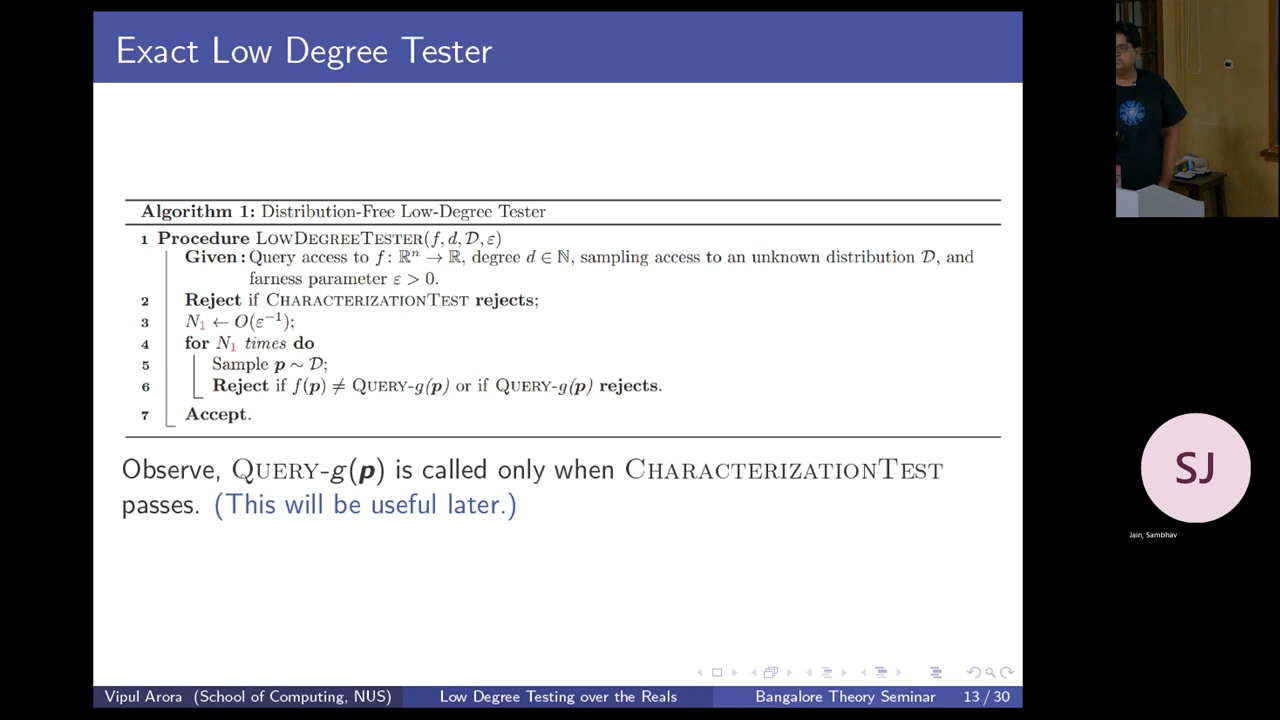 Exact Low Degree Tester
Algorithm 1: Distribution-Free Low-Degree Tester
1 Procedure LOWDEGREETESTER(f, d, 𝒟, ε)
Given: Query access to f: ℝⁿ → ℝ, degree d ∈ ℕ, sampling access to an unknown distribution 𝒟, and
farness parameter ε > 0.
2 Reject if CHARACTERIZATIONTEST rejects;
3 N₁ ← O(ε⁻¹);
4 for N₁ times do
5 Sample p ∼ 𝒟;
6 Reject if f(p) ≠ QUERY-g(p) or if QUERY-g(p) rejects.
7 Accept.
Observe, QUERY-g(p) is called only when CHARACTERIZATIONTEST
passes. (This will be useful later.)
SJ
Jain, Sambhav
Vipul Arora (School of Computing, NUS) Low Degree Testing over the Reals Bangalore Theory Seminar 13 / 30